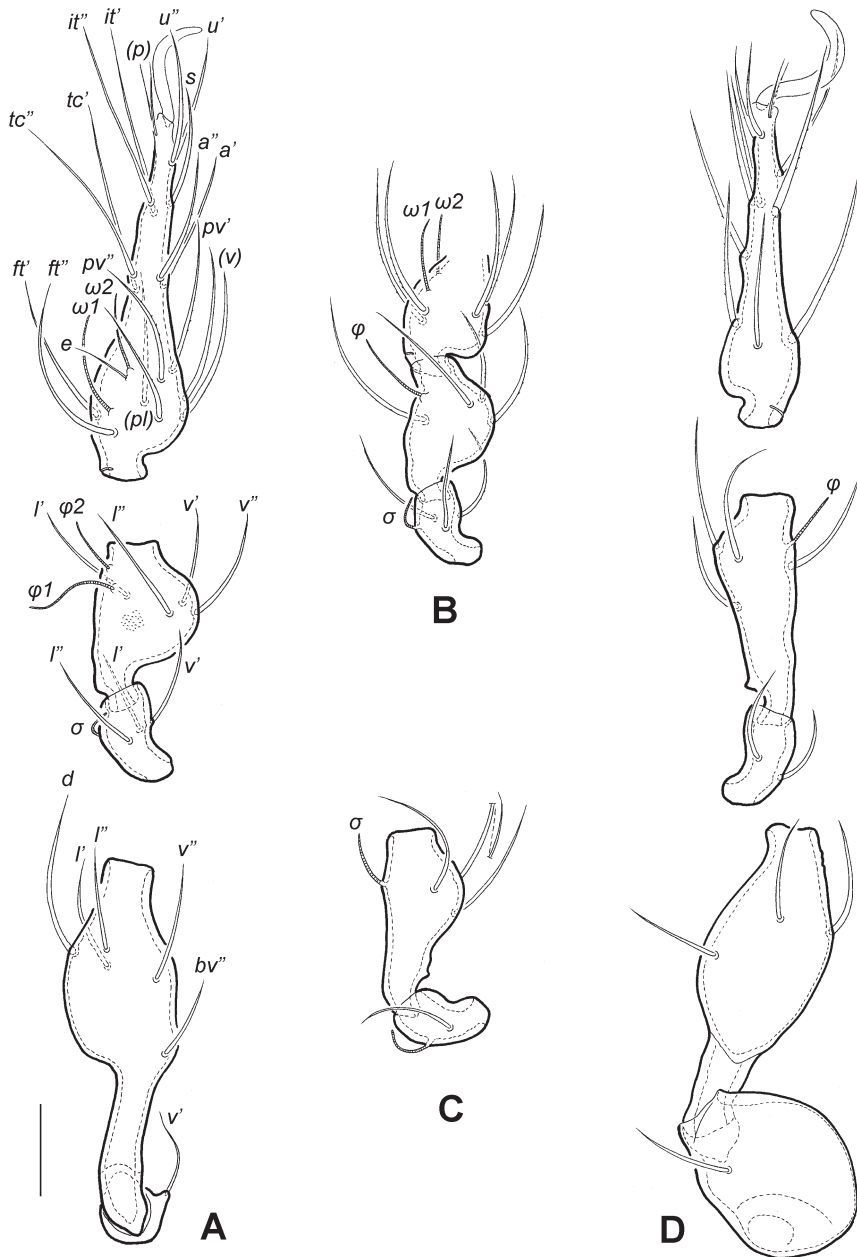 it” it’ (p) u” u’
s
tc” tc’
a” a’
pv’
(v)
ft’ ft” pv” ω2
ω1
e
(pl)
l’ φ2 l” v’ v”
φ1
l” l’ v’
σ
d
l’ l” v”
bv”
v’
A
ω1 ω2
φ
σ
B
σ
C
φ
D